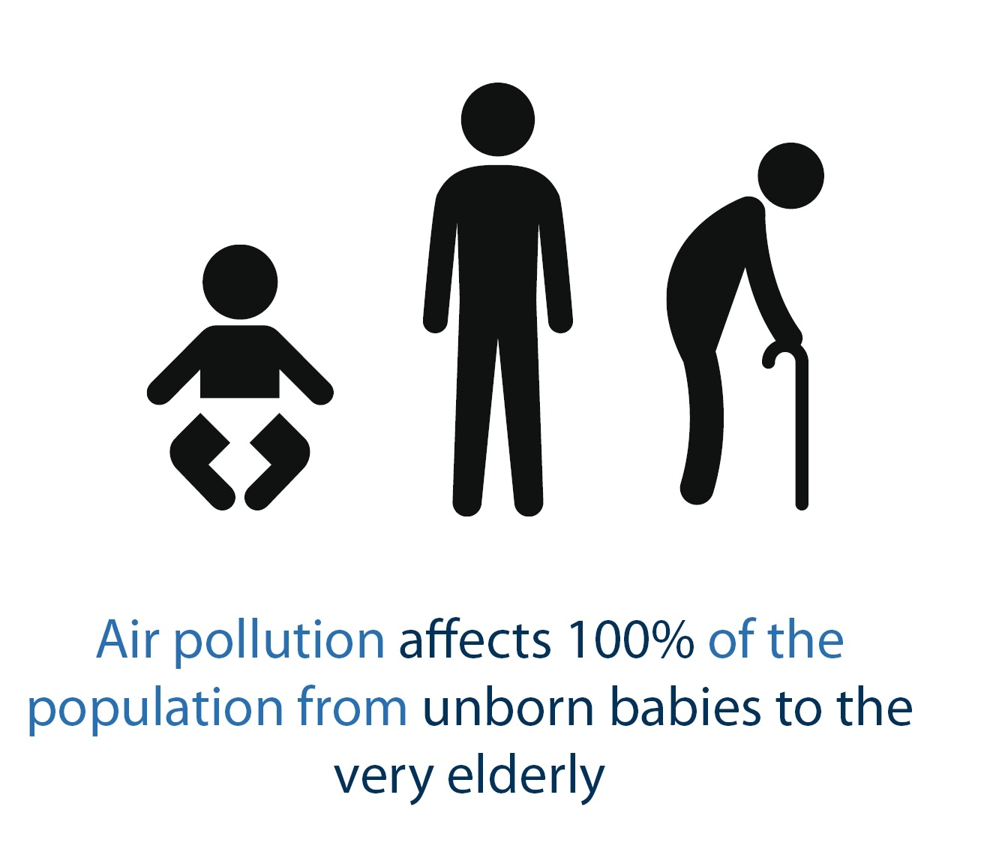 Air pollution affects 100% of the
population from unborn babies to the
very elderly